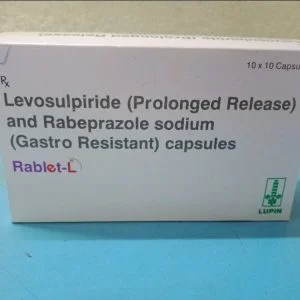 10 x 10 Capsu
Rx
Levosulpiride (Prolonged Release)
and Rabeprazole sodium
(Gastro Resistant) capsules
Rablet-L
LUPIN